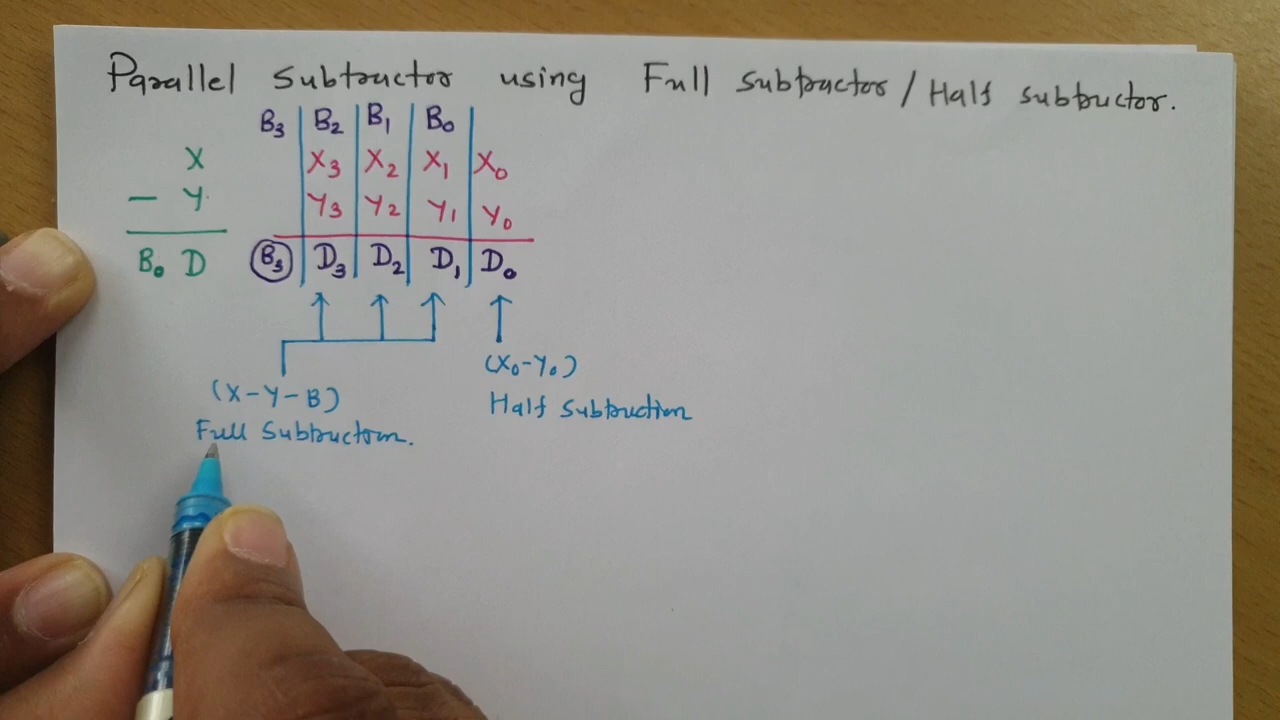 Parallel Subtractor using Full subtractor / Half subtractor.
B3 B2 B1 B0
X X3 X2 X1 X0
- Y Y3 Y2 Y1 Y0
B0 D B3 D3 D2 D1 D0
(X0-Y0)
(X-Y-B)
Half Subtraction
Full Subtractor.